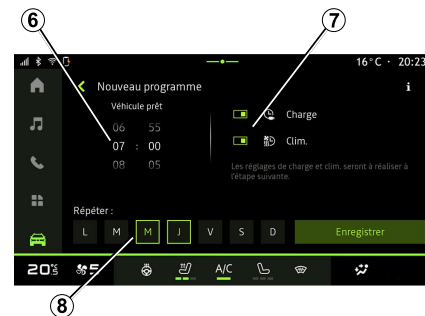 6 7
16°C · 20:23
Nouveau programme i
Véhicule prêt
06 55
07 : 00
08 05
Charge
Clim.
Les réglages de charge et clim. seront à réaliser à
l'étape suivante.
Répéter :
L M M J V S D Enregistrer
5 A/C
8